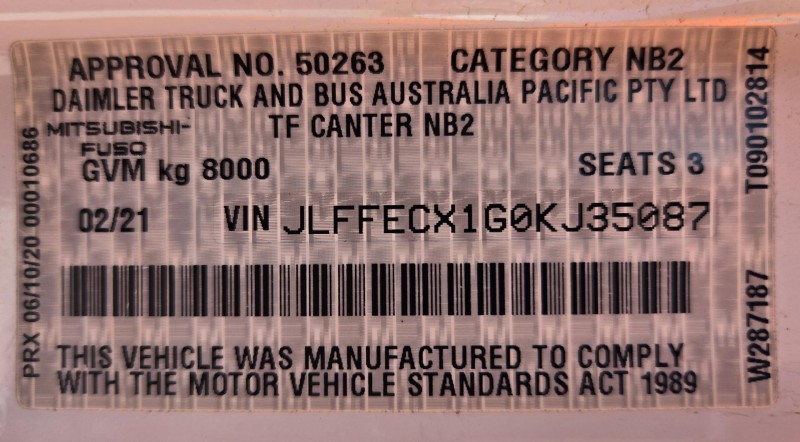 APPROVAL NO. 50263 CATEGORY NB2
DAIMLER TRUCK AND BUS AUSTRALIA PACIFIC PTY LTD
MITSUBISHI- TF CANTER NB2
FUSO
GVM kg 8000 SEATS 3
02/21 VIN JLFFECX1G0KJ35087
THIS VEHICLE WAS MANUFACTURED TO COMPLY
WITH THE MOTOR VEHICLE STANDARDS ACT 1989
PRX 06/10/20 00010686
W287187 T090102814